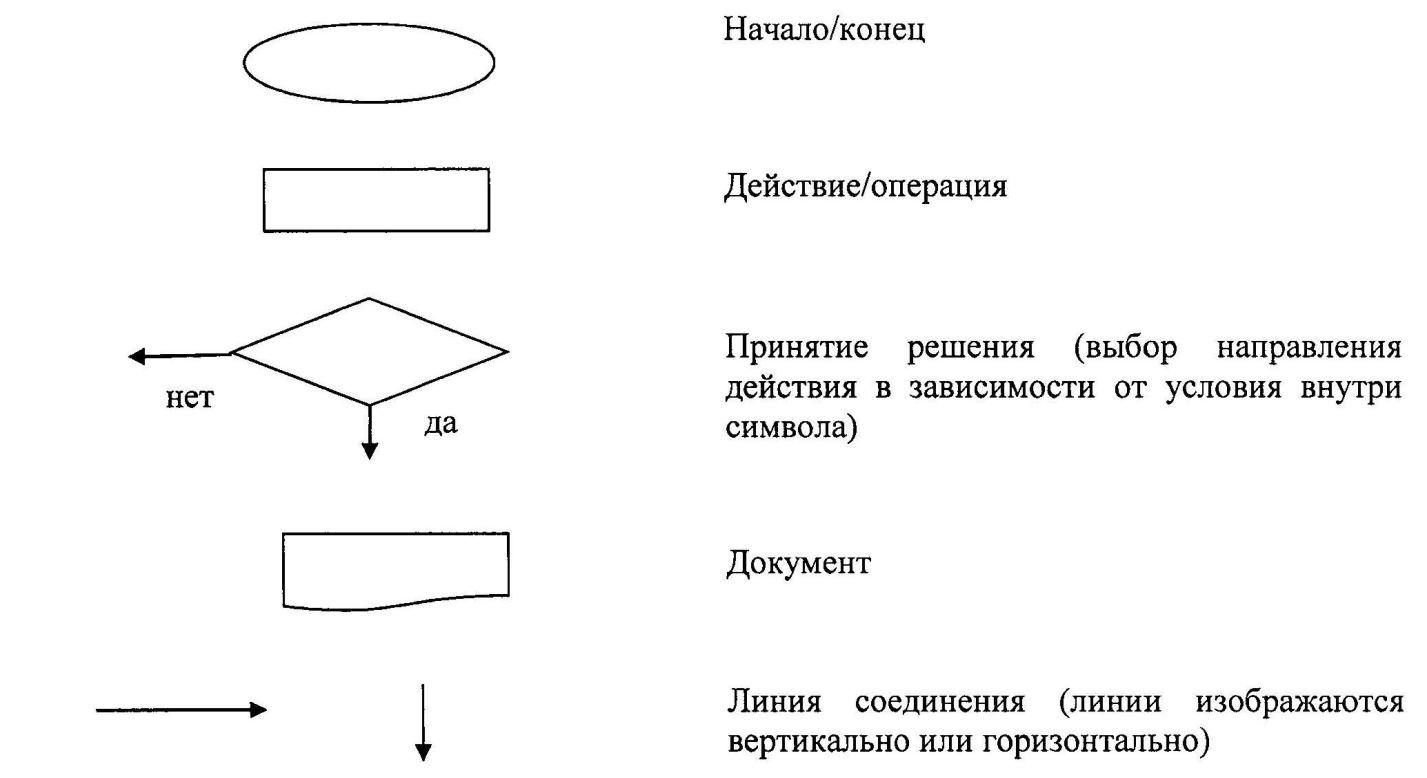 Начало/конец
Действие/операция
Принятие решения (выбор направления
действия в зависимости от условия внутри
символа)
нет
да
Документ
Линия соединения (линии изображаются
вертикально или горизонтально)